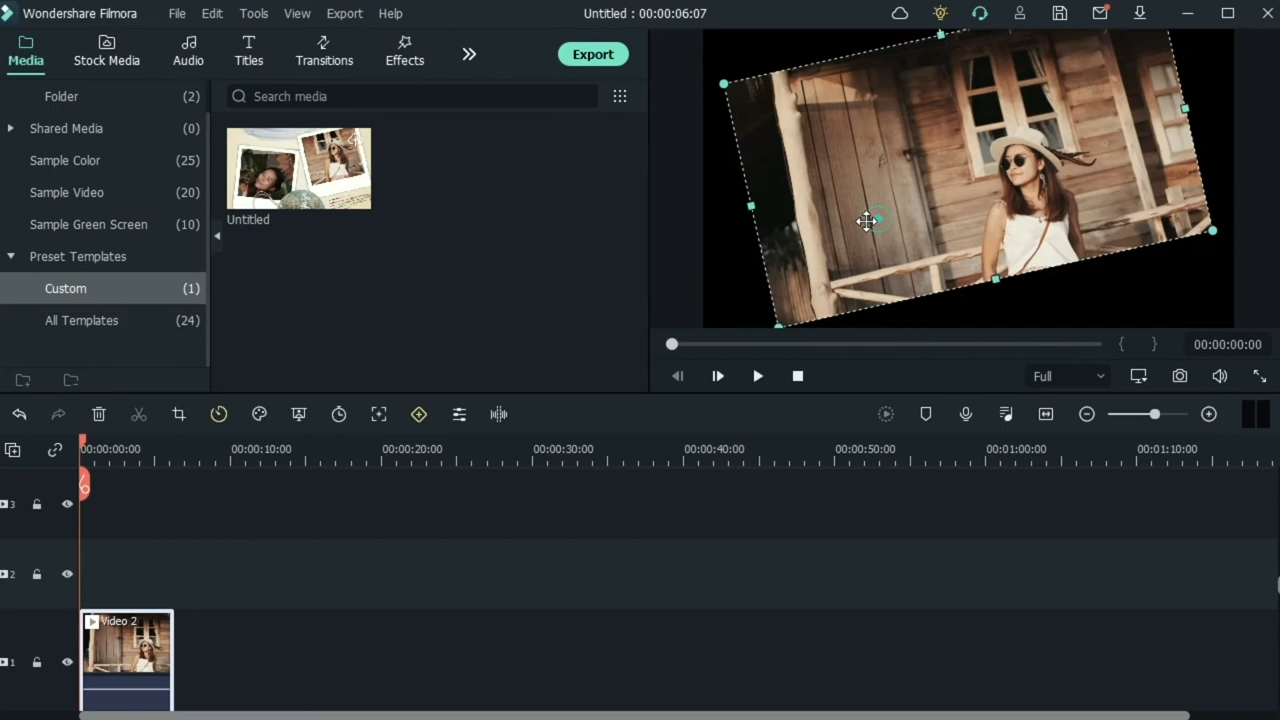 Wondershare Filmora File Edit Tools View Export Help Untitled : 00:00:06:07
Media Stock Media Audio Titles Transitions Effects Export
Folder (2)
Search media
Shared Media (0)
Sample Color (25)
Sample Video (20)
Sample Green Screen (10)
Untitled
Preset Templates
Custom (1)
All Templates (24)
{ } 00:00:00:00
Full
00:00:00:00 00:00:10:00 00:00:20:00 00:00:30:00 00:00:40:00 00:00:50:00 00:01:00:00 00:01:10:00
3
2
Video 2
1